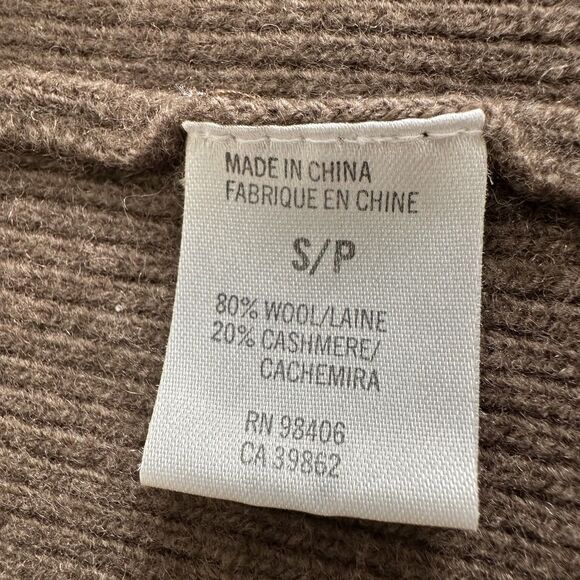 MADE IN CHINA
FABRIQUE EN CHINE
S/P
80% WOOL/LAINE
20% CASHMERE/
CACHEMIRA
RN 98406
CA 39862